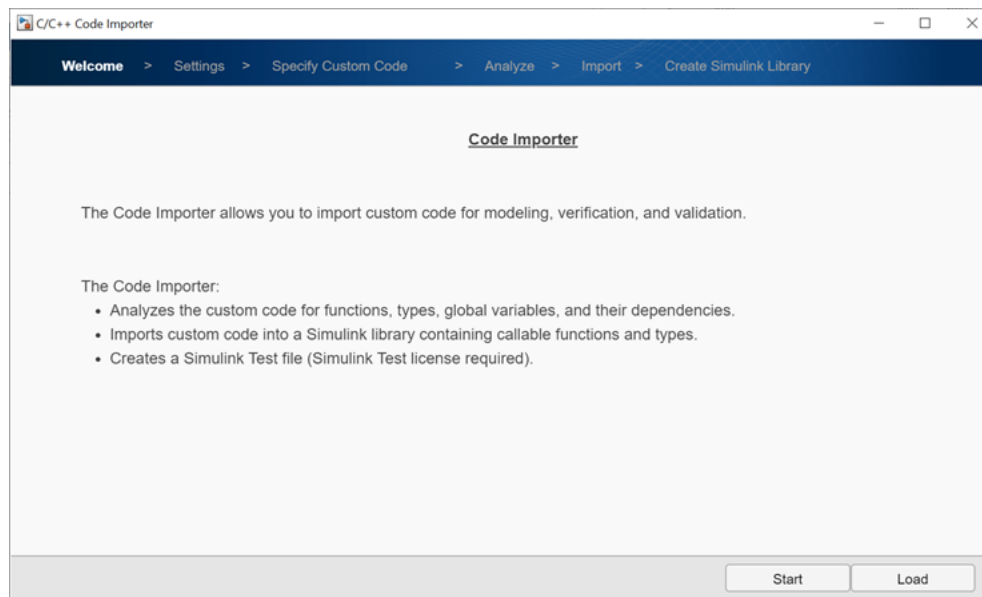 C/C++ Code Importer
Welcome > Settings > Specify Custom Code > Analyze > Import > Create Simulink Library
Code Importer
The Code Importer allows you to import custom code for modeling, verification, and validation.
The Code Importer:
• Analyzes the custom code for functions, types, global variables, and their dependencies.
• Imports custom code into a Simulink library containing callable functions and types.
• Creates a Simulink Test file (Simulink Test license required).
Start Load